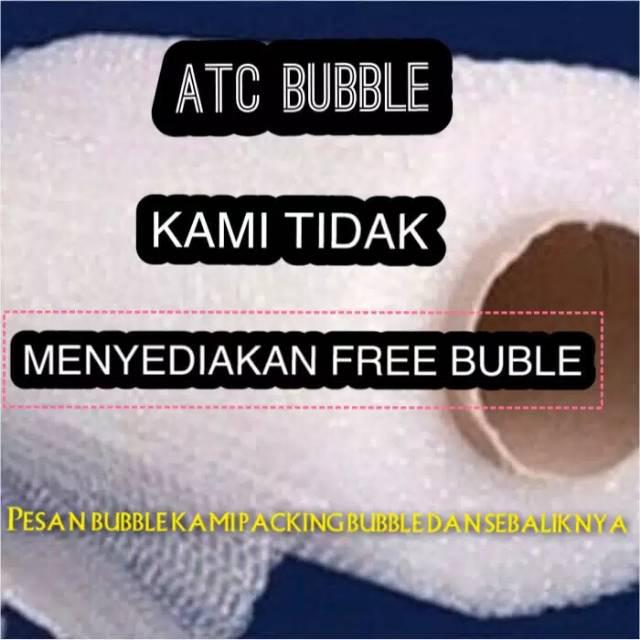 ATC BUBBLE
KAMI TIDAK
MENYEDIAKAN FREE BUBLE
PESAN BUBBLE KAMI PACKING BUBBLE DAN SEBALIKNYA